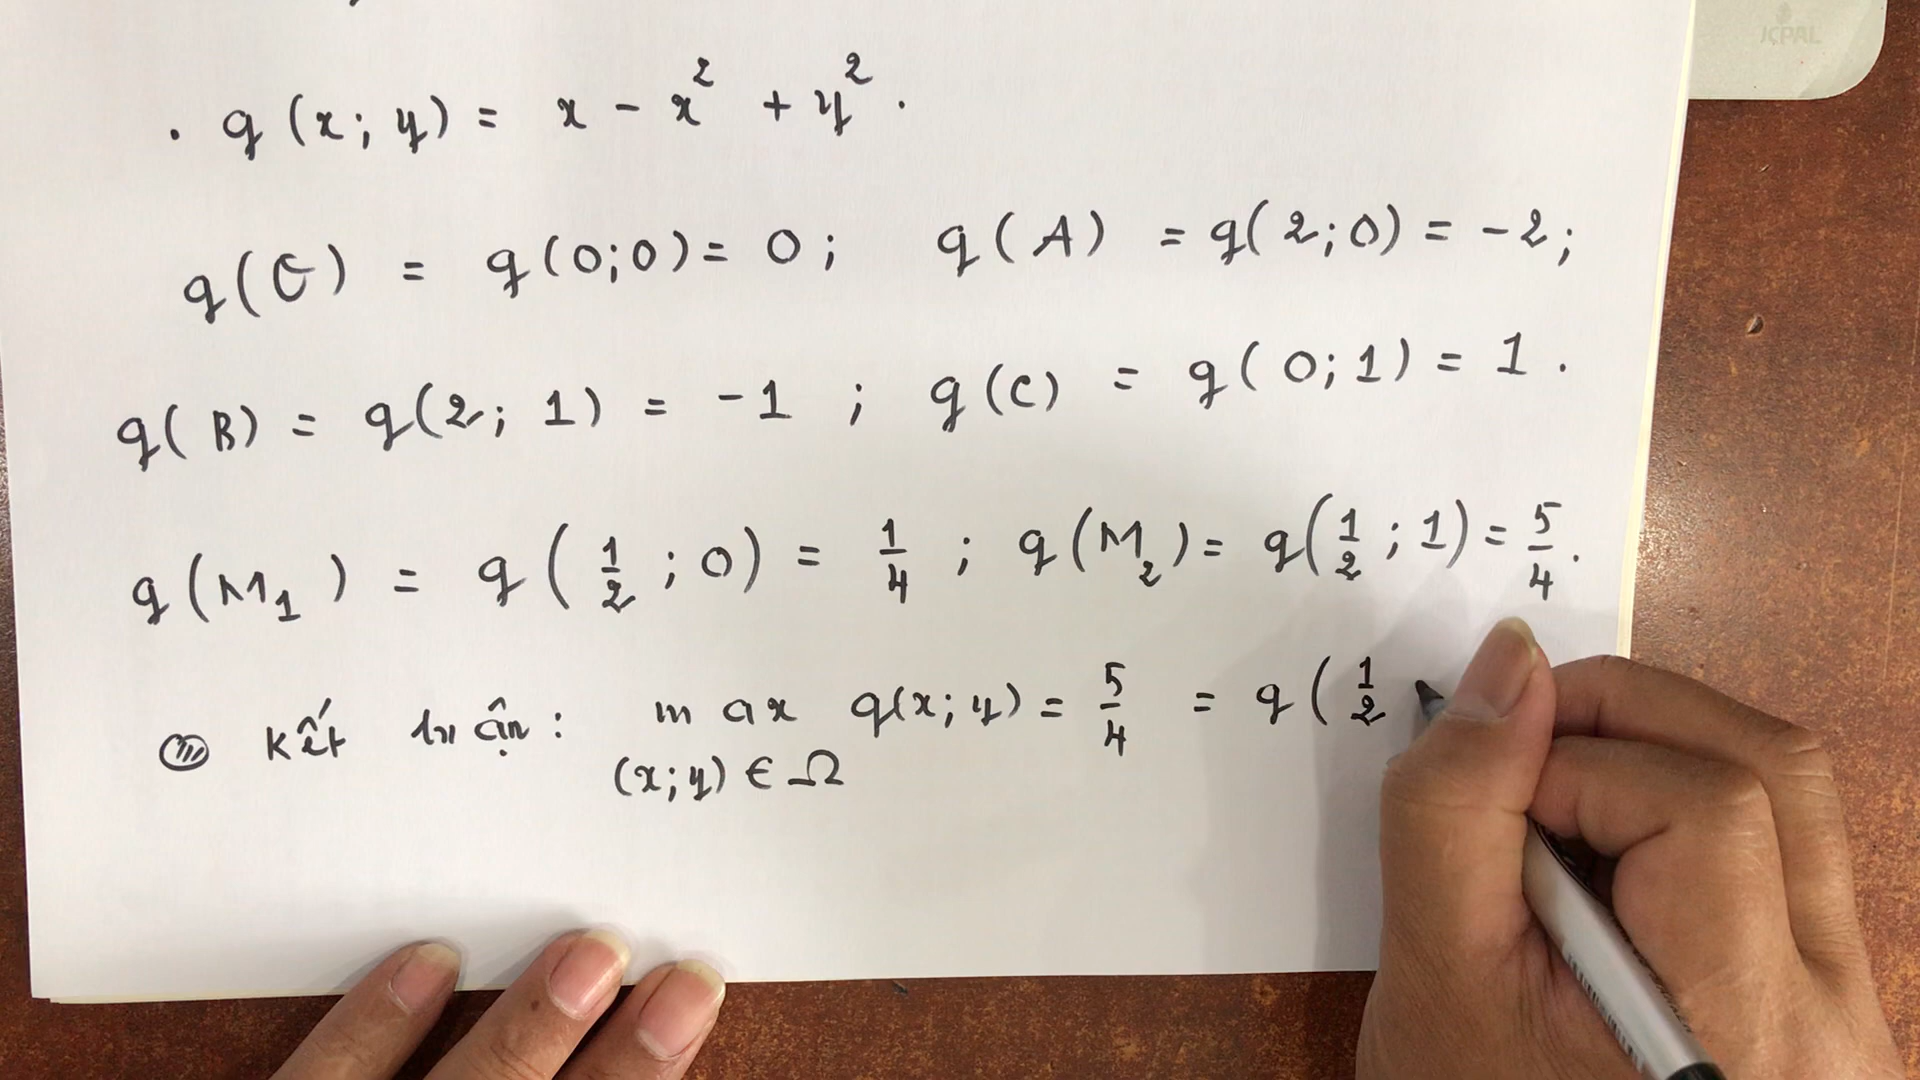 JCPAL
. g(x; y) = x - x² + y².
g(O) = g(0;0) = 0; g(A) = g(2;0) = -2;
g(B) = g(2; 1) = -1 ; g(C) = g(0;1) = 1.
g(M₁) = g(1/2 ; 0) = 1/4 ; g(M₂) = g(1/2 ; 1) = 5/4.
Kết luận: max g(x; y) = 5/4 = g(1/2
(x; y) ∈ Ω